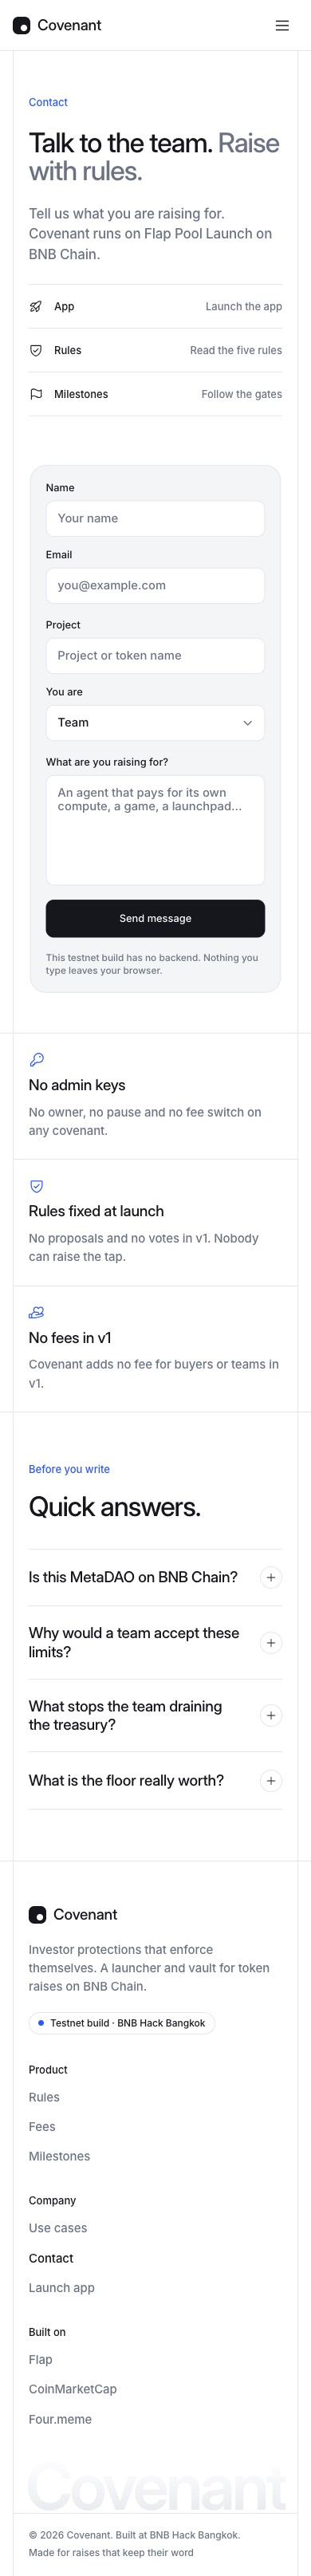 Covenant
Contact
Talk to the team. Raise
with rules.
Tell us what you are raising for.
Covenant runs on Flap Pool Launch on
BNB Chain.
App Launch the app
Rules Read the five rules
Milestones Follow the gates
Name
Your name
Email
you@example.com
Project
Project or token name
You are
Team
What are you raising for?
An agent that pays for its own
compute, a game, a launchpad...
Send message
This testnet build has no backend. Nothing you
type leaves your browser.
No admin keys
No owner, no pause and no fee switch on
any covenant.
Rules fixed at launch
No proposals and no votes in v1. Nobody
can raise the tap.
No fees in v1
Covenant adds no fee for buyers or teams in
v1.
Before you write
Quick answers.
Is this MetaDAO on BNB Chain?
Why would a team accept these
limits?
What stops the team draining
the treasury?
What is the floor really worth?
Covenant
Investor protections that enforce
themselves. A launcher and vault for token
raises on BNB Chain.
Testnet build · BNB Hack Bangkok
Product
Rules
Fees
Milestones
Company
Use cases
Contact
Launch app
Built on
Flap
CoinMarketCap
Four.meme
Covenant
© 2026 Covenant. Built at BNB Hack Bangkok.
Made for raises that keep their word